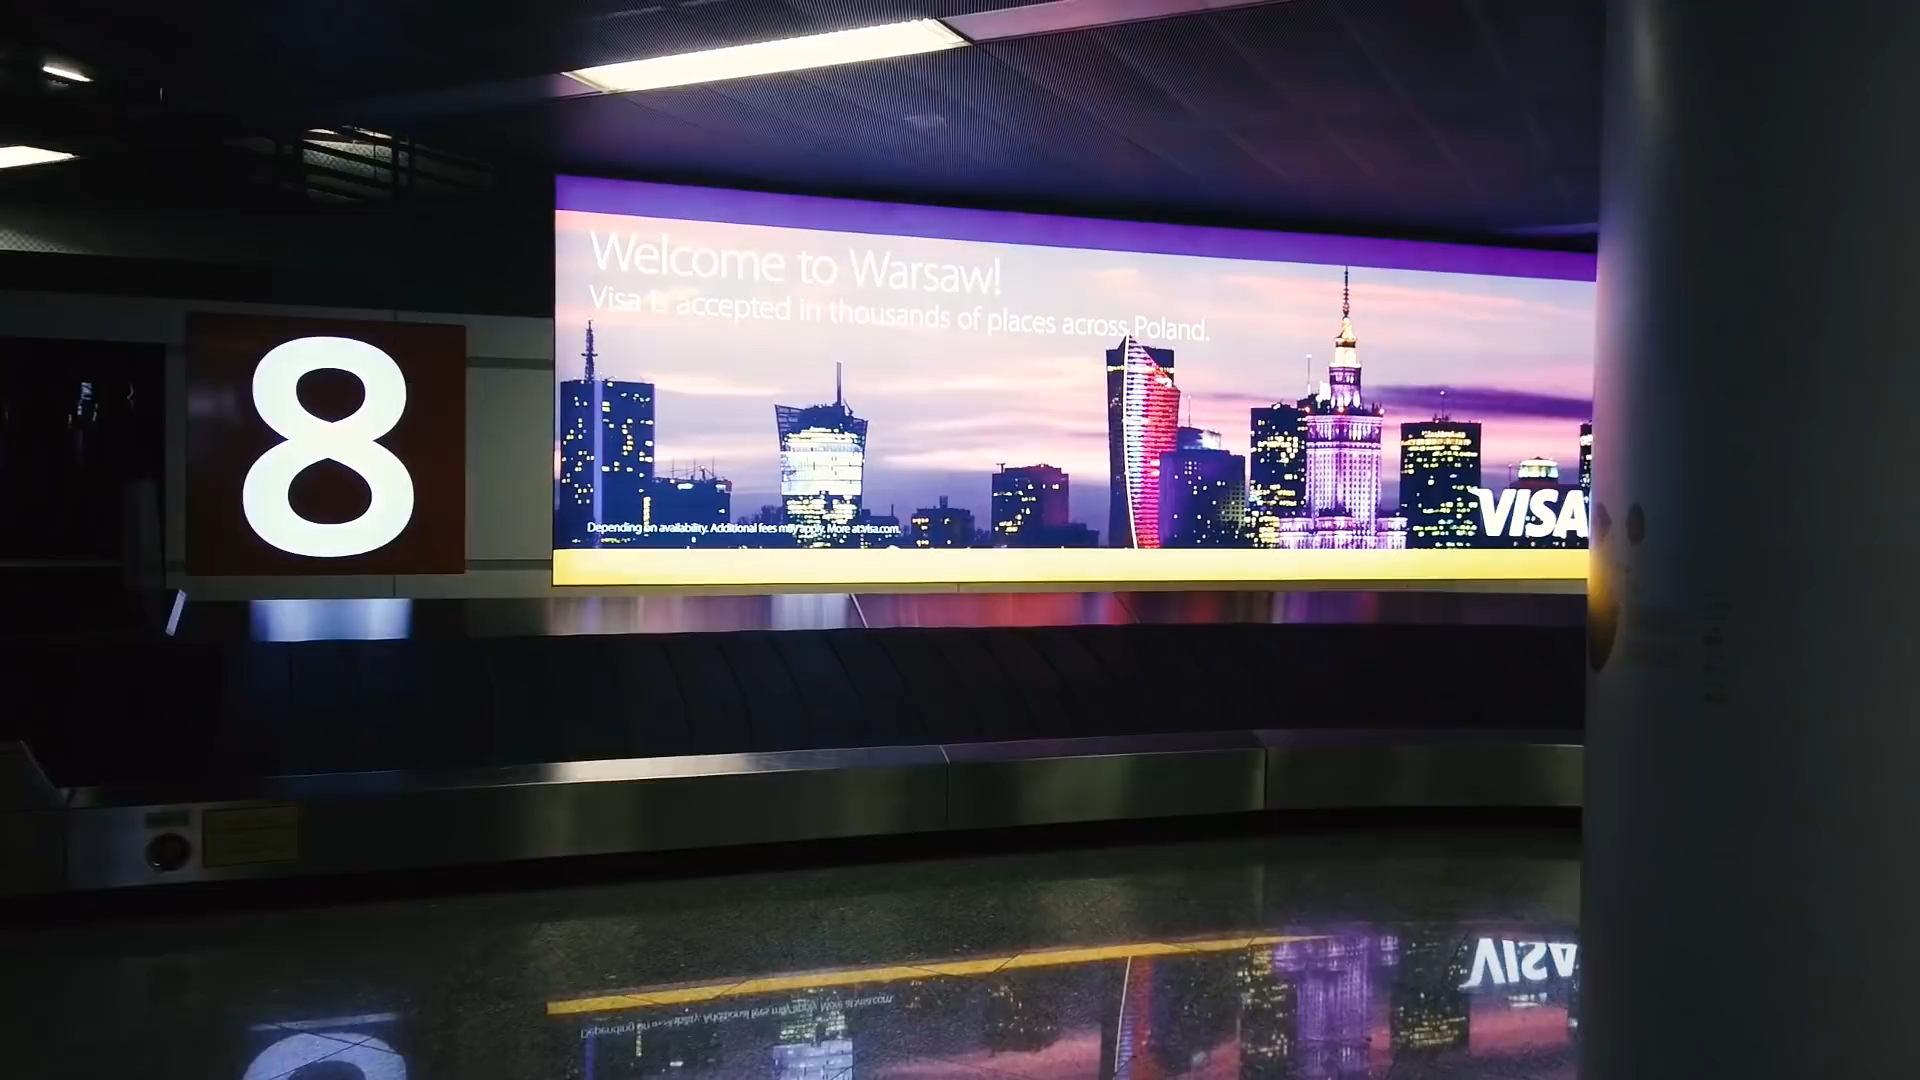 8
Welcome to Warsaw!
Visa is accepted in thousands of places across Poland.
Depending on availability. Additional fees may apply. More at visa.com.
VISA